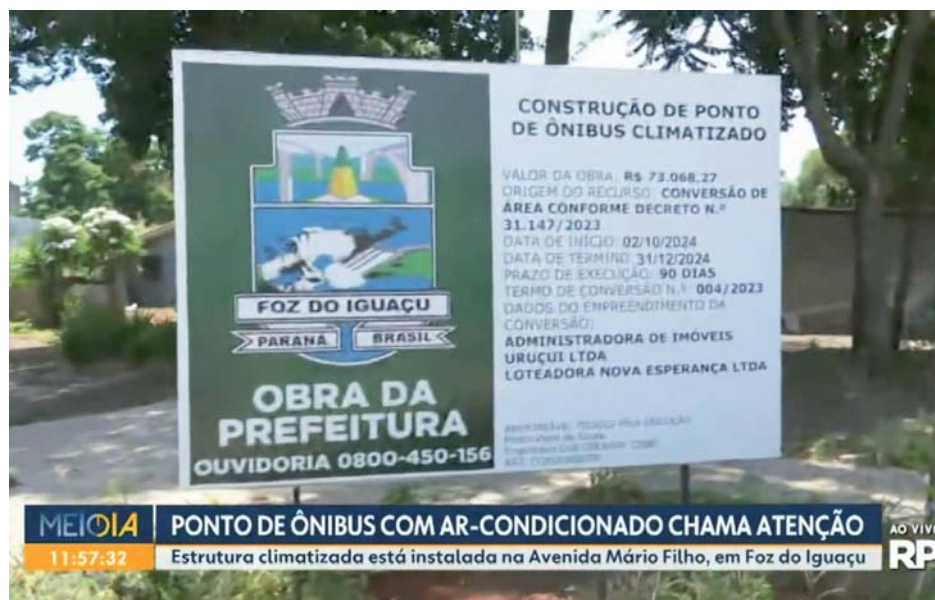 FOZ DO IGUAÇU
PARANÁ BRASIL
OBRA DA
PREFEITURA
OUVIDORIA 0800-450-156
CONSTRUÇÃO DE PONTO
DE ÔNIBUS CLIMATIZADO
VALOR DA OBRA: R$ 73.068,27
ORIGEM DO RECURSO: CONVERSÃO DE
ÁREA CONFORME DECRETO N.º
31.147/2023
DATA DE INÍCIO: 02/10/2024
DATA DE TERMINO: 31/12/2024
PRAZO DE EXECUÇÃO: 90 DIAS
TERMO DE CONVERSÃO N.º: 004/2023
DADOS DO EMPREENDIMENTO DA
CONVERSÃO:
ADMINISTRADORA DE IMÓVEIS
URUÇUI LTDA
LOTEADORA NOVA ESPERANÇA LTDA
MEIODIA
11:57:32
PONTO DE ÔNIBUS COM AR-CONDICIONADO CHAMA ATENÇÃO
Estrutura climatizada está instalada na Avenida Mário Filho, em Foz do Iguaçu
AO VIVO
RP